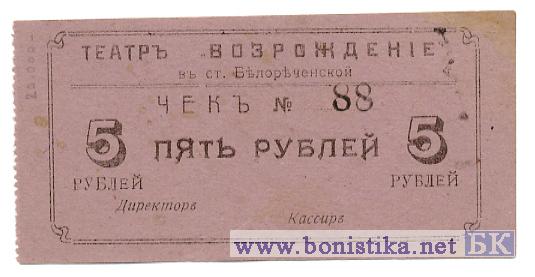 ТЕАТРЪ ВОЗРОЖДЕНІЕ
въ ст. Бѣлорѣченской
ЧЕКЪ № 88
5 ПЯТЬ РУБЛЕЙ 5
РУБЛЕЙ РУБЛЕЙ
Директоръ
Кассиръ
www.bonistika.net БК